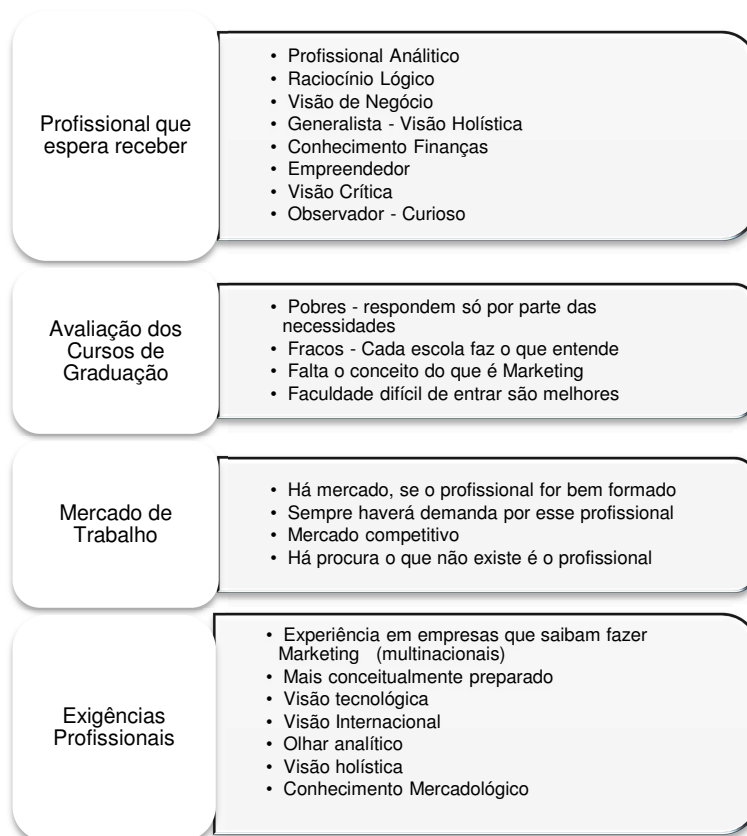 Profissional que
espera receber
• Profissional Análitico
• Raciocínio Lógico
• Visão de Negócio
• Generalista - Visão Holística
• Conhecimento Finanças
• Empreendedor
• Visão Crítica
• Observador - Curioso
Avaliação dos
Cursos de
Graduação
• Pobres - respondem só por parte das
necessidades
• Fracos - Cada escola faz o que entende
• Falta o conceito do que é Marketing
• Faculdade difícil de entrar são melhores
Mercado de
Trabalho
• Há mercado, se o profissional for bem formado
• Sempre haverá demanda por esse profissional
• Mercado competitivo
• Há procura o que não existe é o profissional
Exigências
Profissionais
• Experiência em empresas que saibam fazer
Marketing (multinacionais)
• Mais conceitualmente preparado
• Visão tecnológica
• Visão Internacional
• Olhar analítico
• Visão holística
• Conhecimento Mercadológico